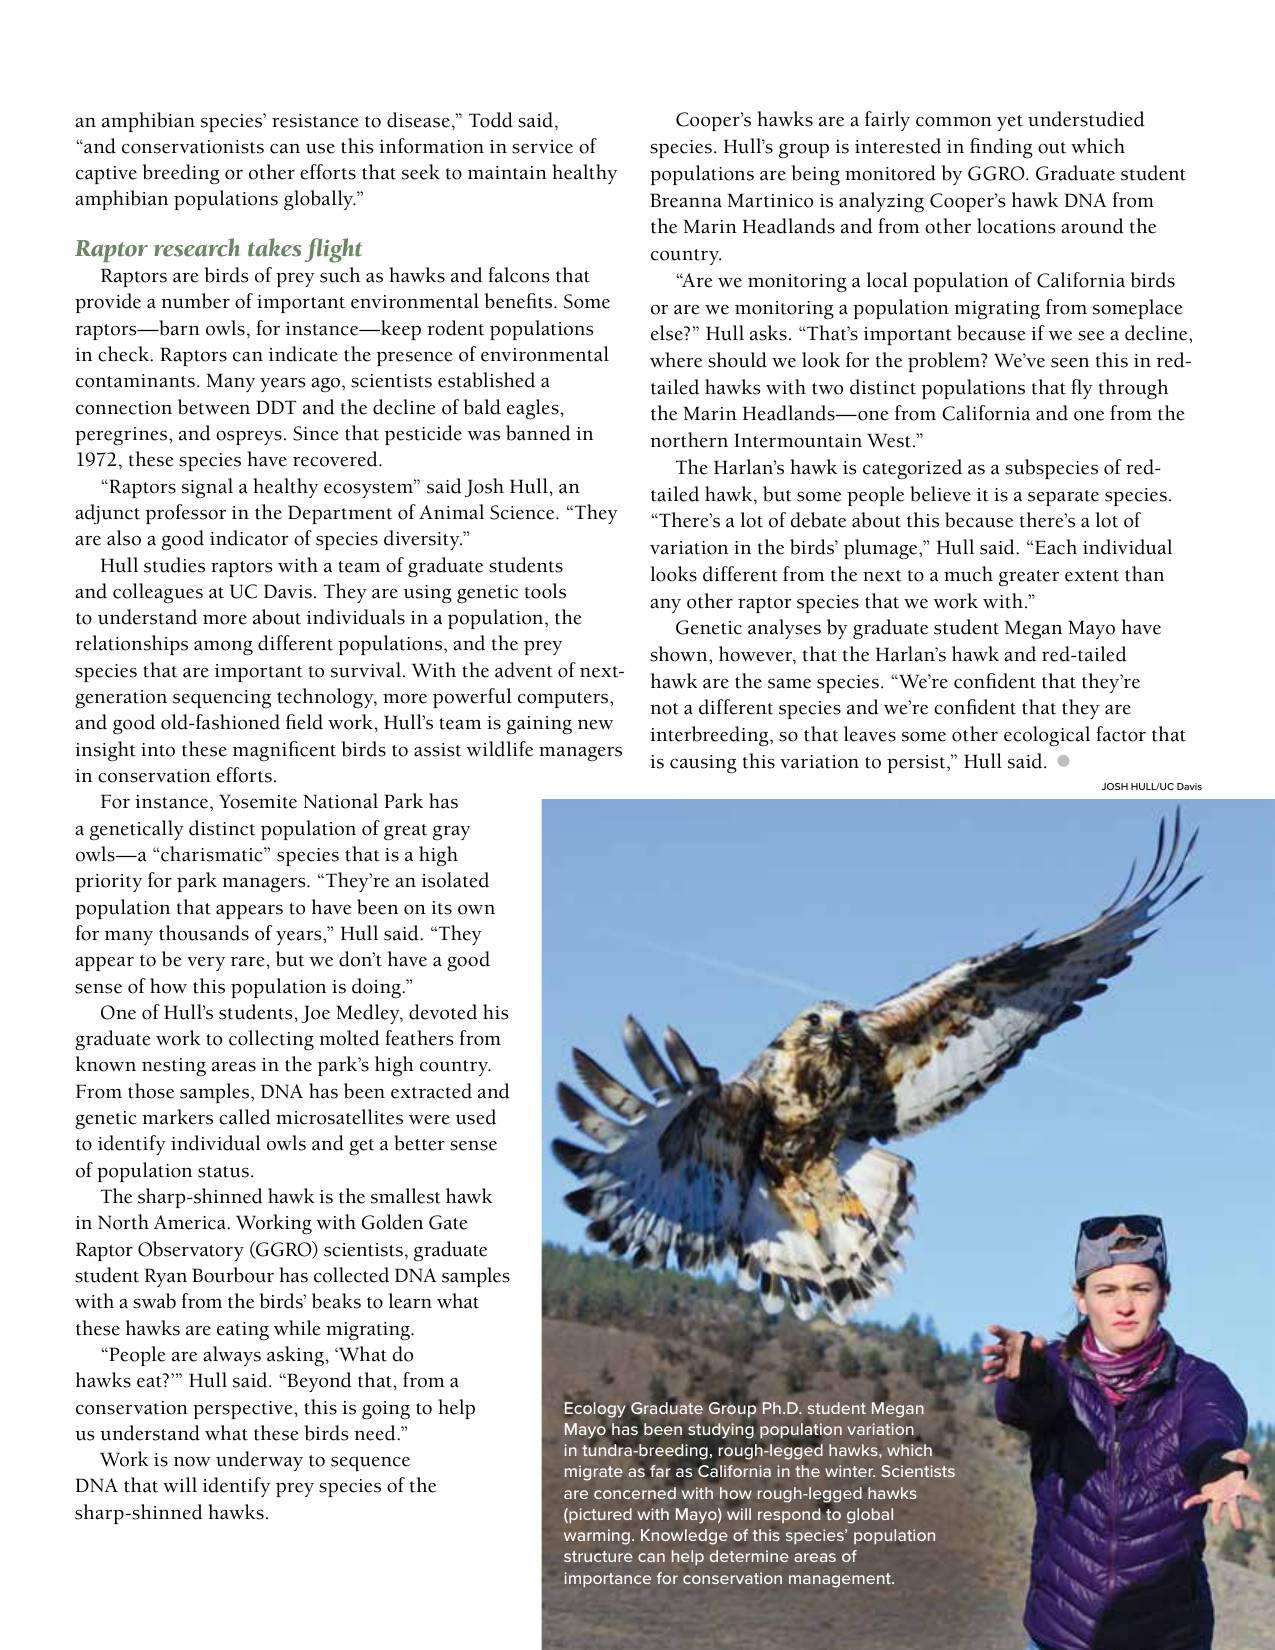 an amphibian species’ resistance to disease,” Todd said,
“and conservationists can use this information in service of
captive breeding or other efforts that seek to maintain healthy
amphibian populations globally.”
Raptor research takes flight
Raptors are birds of prey such as hawks and falcons that
provide a number of important environmental benefits. Some
raptors—barn owls, for instance—keep rodent populations
in check. Raptors can indicate the presence of environmental
contaminants. Many years ago, scientists established a
connection between DDT and the decline of bald eagles,
peregrines, and ospreys. Since that pesticide was banned in
1972, these species have recovered.
“Raptors signal a healthy ecosystem” said Josh Hull, an
adjunct professor in the Department of Animal Science. “They
are also a good indicator of species diversity.”
Hull studies raptors with a team of graduate students
and colleagues at UC Davis. They are using genetic tools
to understand more about individuals in a population, the
relationships among different populations, and the prey
species that are important to survival. With the advent of next-
generation sequencing technology, more powerful computers,
and good old-fashioned field work, Hull’s team is gaining new
insight into these magnificent birds to assist wildlife managers
in conservation efforts.
For instance, Yosemite National Park has
a genetically distinct population of great gray
owls—a “charismatic” species that is a high
priority for park managers. “They’re an isolated
population that appears to have been on its own
for many thousands of years,” Hull said. “They
appear to be very rare, but we don’t have a good
sense of how this population is doing.”
One of Hull’s students, Joe Medley, devoted his
graduate work to collecting molted feathers from
known nesting areas in the park’s high country.
From those samples, DNA has been extracted and
genetic markers called microsatellites were used
to identify individual owls and get a better sense
of population status.
The sharp-shinned hawk is the smallest hawk
in North America. Working with Golden Gate
Raptor Observatory (GGRO) scientists, graduate
student Ryan Bourbour has collected DNA samples
with a swab from the birds’ beaks to learn what
these hawks are eating while migrating.
“People are always asking, ‘What do
hawks eat?’” Hull said. “Beyond that, from a
conservation perspective, this is going to help
us understand what these birds need.”
Work is now underway to sequence
DNA that will identify prey species of the
sharp-shinned hawks.
Cooper’s hawks are a fairly common yet understudied
species. Hull’s group is interested in finding out which
populations are being monitored by GGRO. Graduate student
Breanna Martinico is analyzing Cooper’s hawk DNA from
the Marin Headlands and from other locations around the
country.
“Are we monitoring a local population of California birds
or are we monitoring a population migrating from someplace
else?” Hull asks. “That’s important because if we see a decline,
where should we look for the problem? We’ve seen this in red-
tailed hawks with two distinct populations that fly through
the Marin Headlands—one from California and one from the
northern Intermountain West.”
The Harlan’s hawk is categorized as a subspecies of red-
tailed hawk, but some people believe it is a separate species.
“There’s a lot of debate about this because there’s a lot of
variation in the birds’ plumage,” Hull said. “Each individual
looks different from the next to a much greater extent than
any other raptor species that we work with.”
Genetic analyses by graduate student Megan Mayo have
shown, however, that the Harlan’s hawk and red-tailed
hawk are the same species. “We’re confident that they’re
not a different species and we’re confident that they are
interbreeding, so that leaves some other ecological factor that
is causing this variation to persist,” Hull said.
JOSH HULL/UC Davis
Ecology Graduate Group Ph.D. student Megan
Mayo has been studying population variation
in tundra-breeding, rough-legged hawks, which
migrate as far as California in the winter. Scientists
are concerned with how rough-legged hawks
(pictured with Mayo) will respond to global
warming. Knowledge of this species’ population
structure can help determine areas of
importance for conservation management.